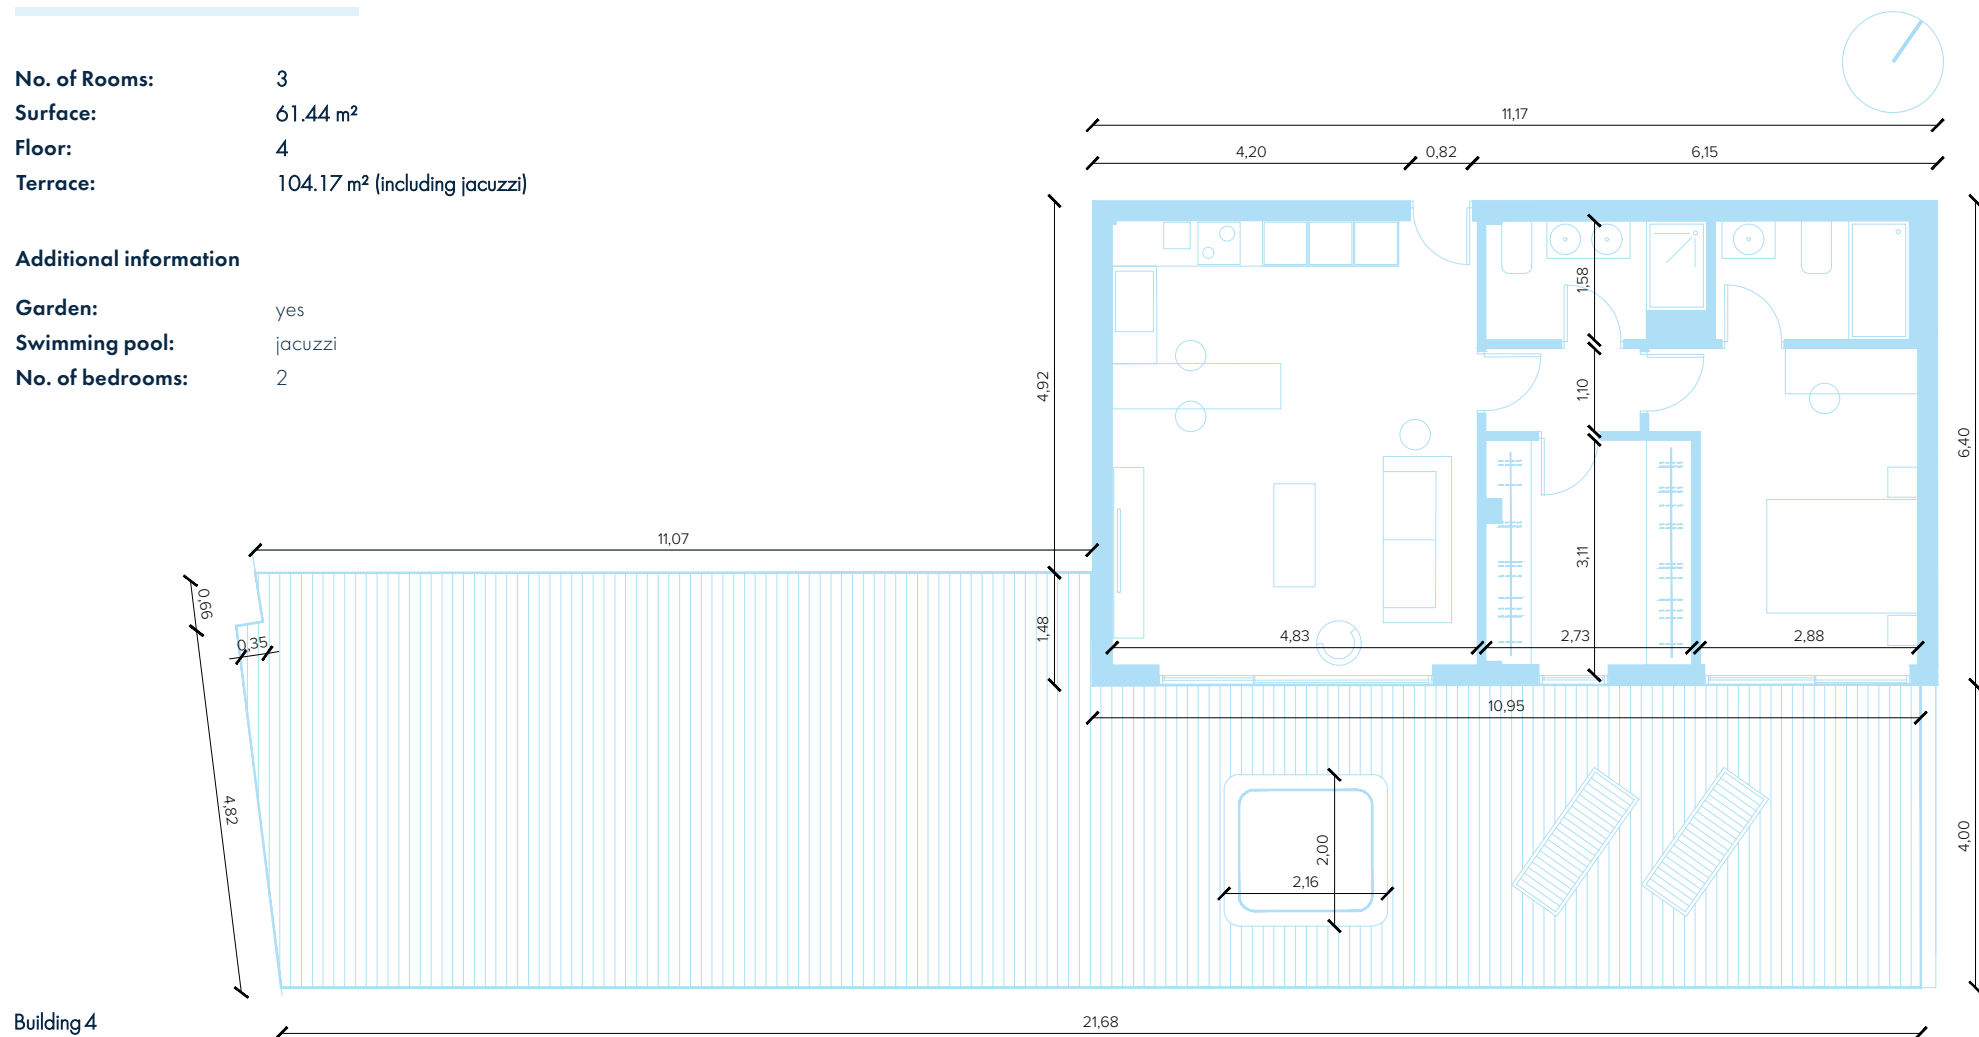 No. of Rooms: 3
Surface: 61.44 m²
Floor: 4
Terrace: 104.17 m² (including jacuzzi)
Additional information
Garden: yes
Swimming pool: jacuzzi
No. of bedrooms: 2
11,17
4,20 0,82 6,15
1,58
4,92
1,10
6,40
11,07
3,11
0,66
0,35
1,48
4,83 2,73 2,88
10,95
4,82
2,00
4,00
2,16
Building 4
21,68